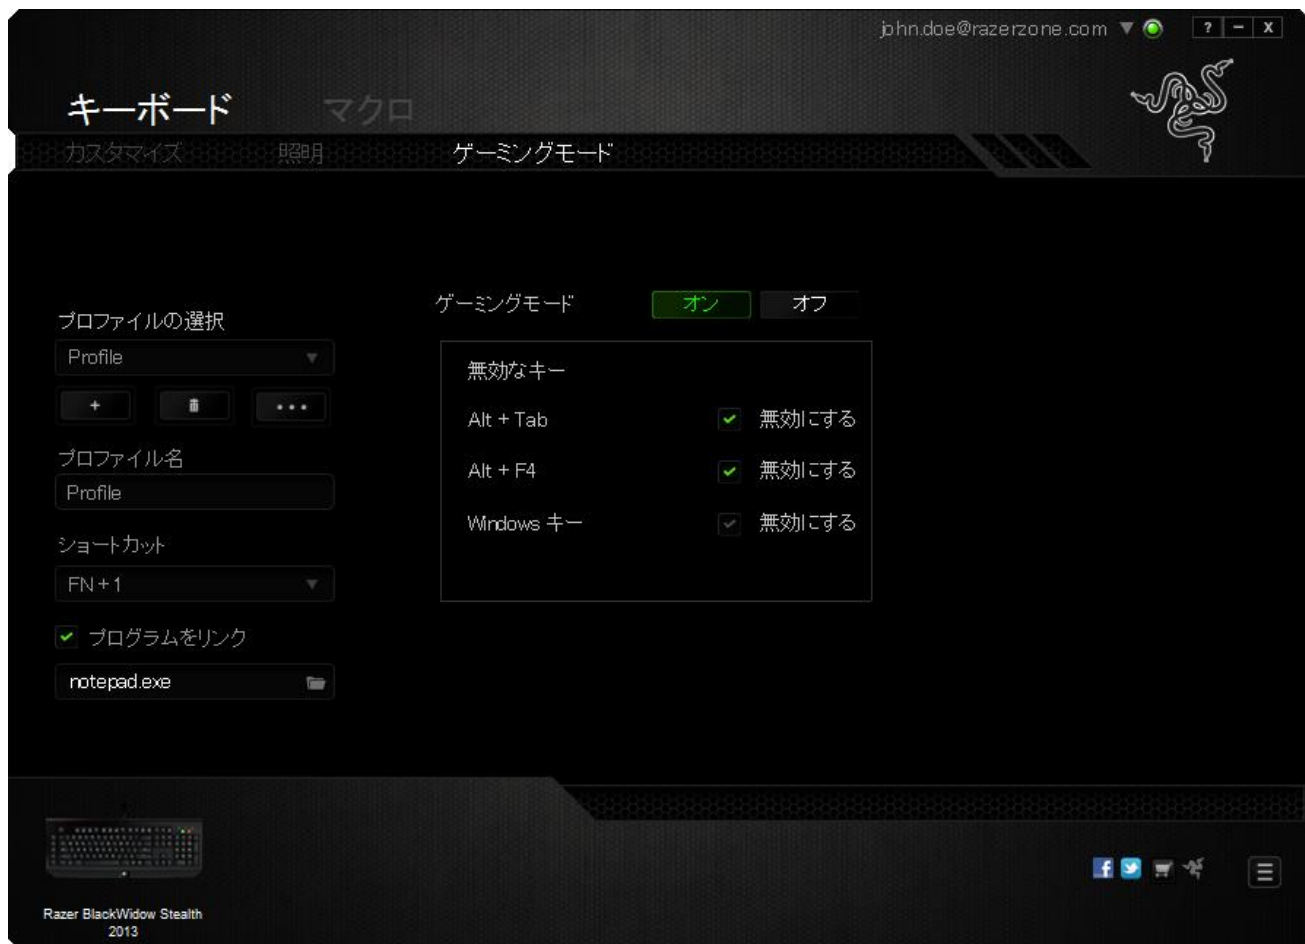 john.doe@razerzone.com
? − X
キーボード マクロ
カスタマイズ 照明 ゲーミングモード
プロファイルの選択
Profile
+ •••
プロファイル名
Profile
ショートカット
FN + 1
プログラムをリンク
notepad.exe
ゲーミングモード オン オフ
無効なキー
Alt + Tab 無効にする
Alt + F4 無効にする
Windows キー 無効にする
Razer BlackWidow Stealth
2013